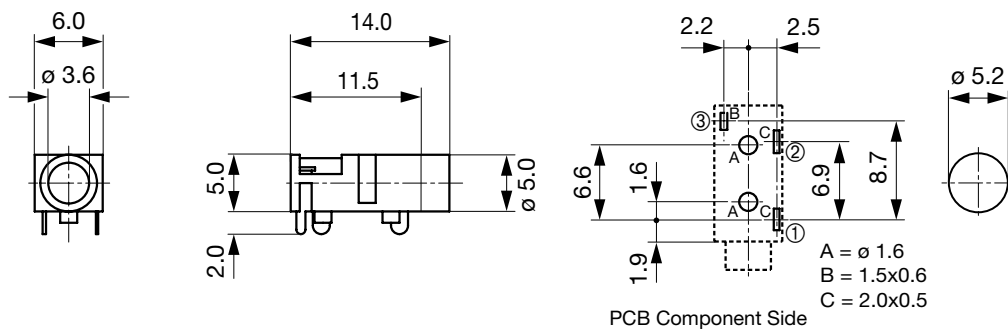 6.0
ø 3.6
14.0
11.5
5.0
2.0
ø 5.0
2.2
2.5
③
B
C
②
A
6.6
1.6
A
C
①
1.9
6.9
8.7
A = ø 1.6
B = 1.5x0.6
C = 2.0x0.5
PCB Component Side
ø 5.2